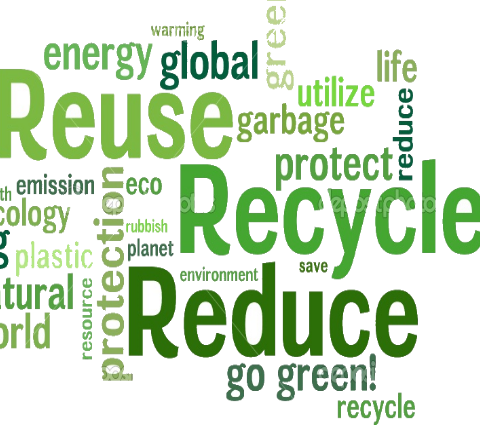 warming
green
energy
global
life
utilize
Reuse
garbage
reduce
protect
th
emission
eco
Recycle
cology
rubbish
protection
plastic
planet
save
environment
tural
resource
Reduce
orld
go green!
recycle